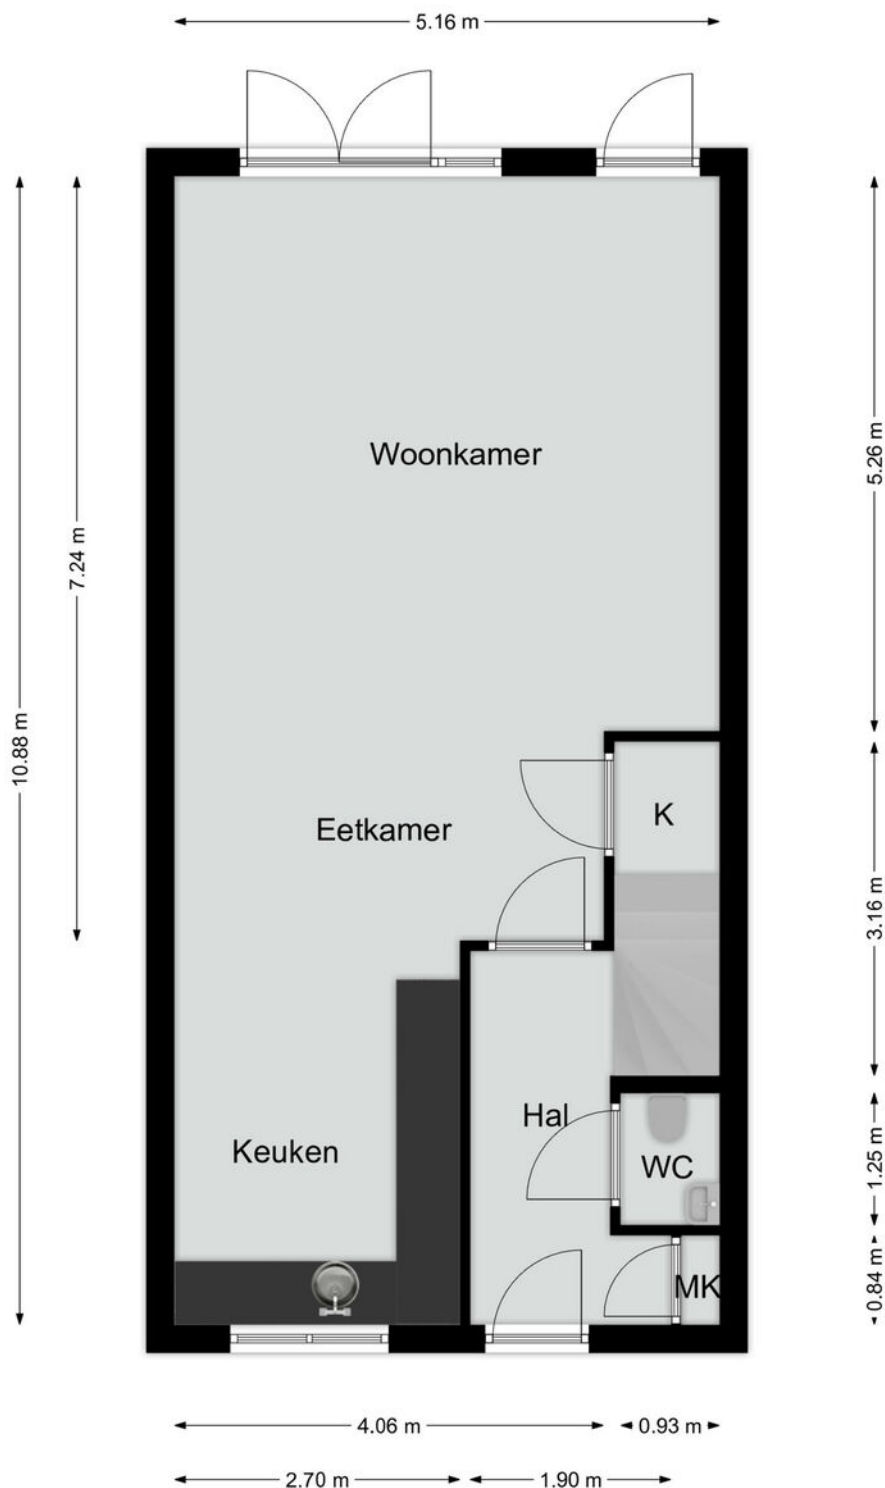 5.16 m
Woonkamer
5.26 m
7.24 m
10.88 m
K
Eetkamer
3.16 m
Hal
Keuken
WC
1.25 m
MK
0.84 m
4.06 m
0.93 m
2.70 m
1.90 m